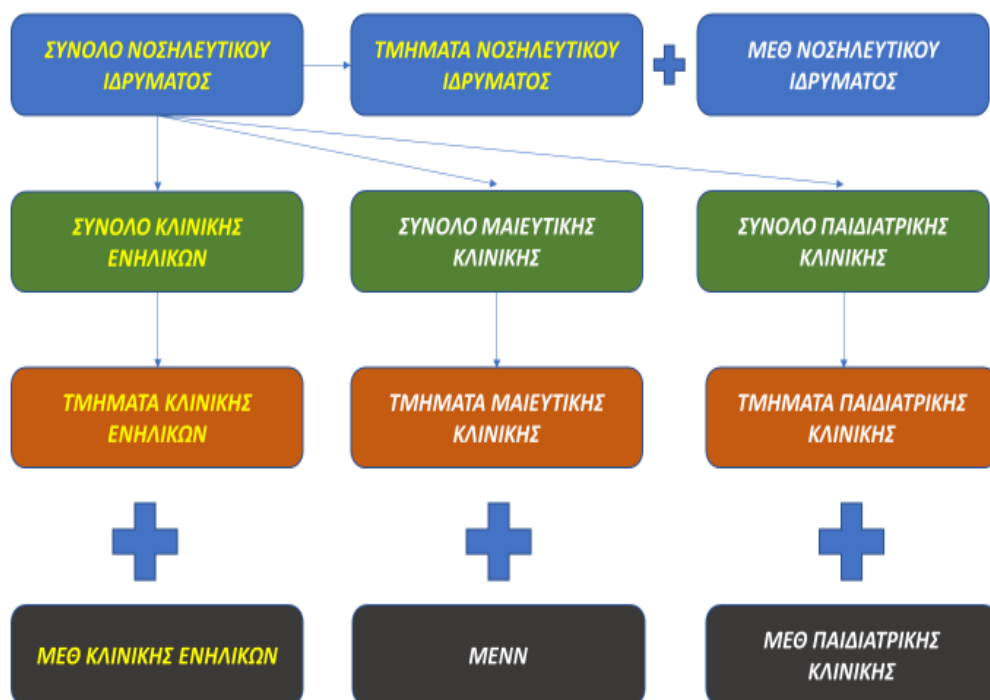 ΣΥΝΟΛΟ ΝΟΣΗΛΕΥΤΙΚΟΥ
ΙΔΡΥΜΑΤΟΣ
ΤΜΗΜΑΤΑ ΝΟΣΗΛΕΥΤΙΚΟΥ
ΙΔΡΥΜΑΤΟΣ
ΜΕΘ ΝΟΣΗΛΕΥΤΙΚΟΥ
ΙΔΡΥΜΑΤΟΣ
ΣΥΝΟΛΟ ΚΛΙΝΙΚΗΣ
ΕΝΗΛΙΚΩΝ
ΣΥΝΟΛΟ ΜΑΙΕΥΤΙΚΗΣ
ΚΛΙΝΙΚΗΣ
ΣΥΝΟΛΟ ΠΑΙΔΙΑΤΡΙΚΗΣ
ΚΛΙΝΙΚΗΣ
ΤΜΗΜΑΤΑ ΚΛΙΝΙΚΗΣ
ΕΝΗΛΙΚΩΝ
ΤΜΗΜΑΤΑ ΜΑΙΕΥΤΙΚΗΣ
ΚΛΙΝΙΚΗΣ
ΤΜΗΜΑΤΑ ΠΑΙΔΙΑΤΡΙΚΗΣ
ΚΛΙΝΙΚΗΣ
ΜΕΘ ΚΛΙΝΙΚΗΣ ΕΝΗΛΙΚΩΝ
ΜΕΝΝ
ΜΕΘ ΠΑΙΔΙΑΤΡΙΚΗΣ
ΚΛΙΝΙΚΗΣ